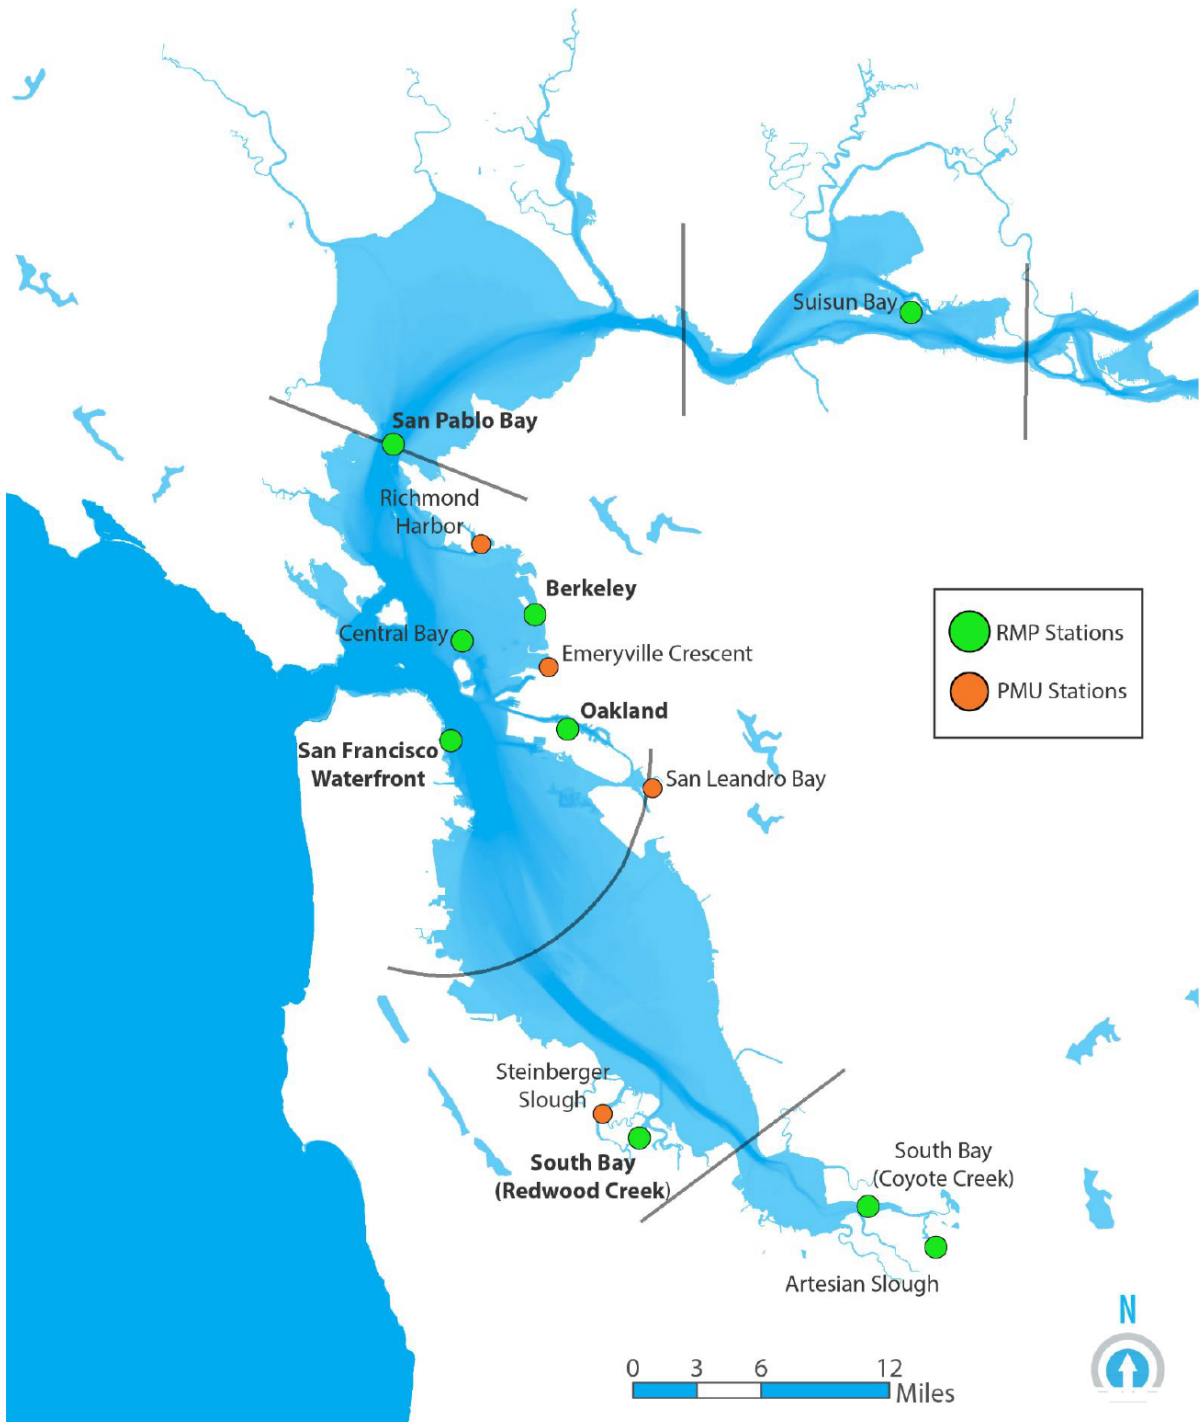 Suisun Bay
San Pablo Bay
Richmond
Harbor
Berkeley
Central Bay
RMP Stations
Emeryville Crescent
PMU Stations
Oakland
San Francisco
Waterfront
San Leandro Bay
Steinberger
Slough
South Bay
(Redwood Creek)
South Bay
(Coyote Creek)
Artesian Slough
N
0 3 6 12
Miles